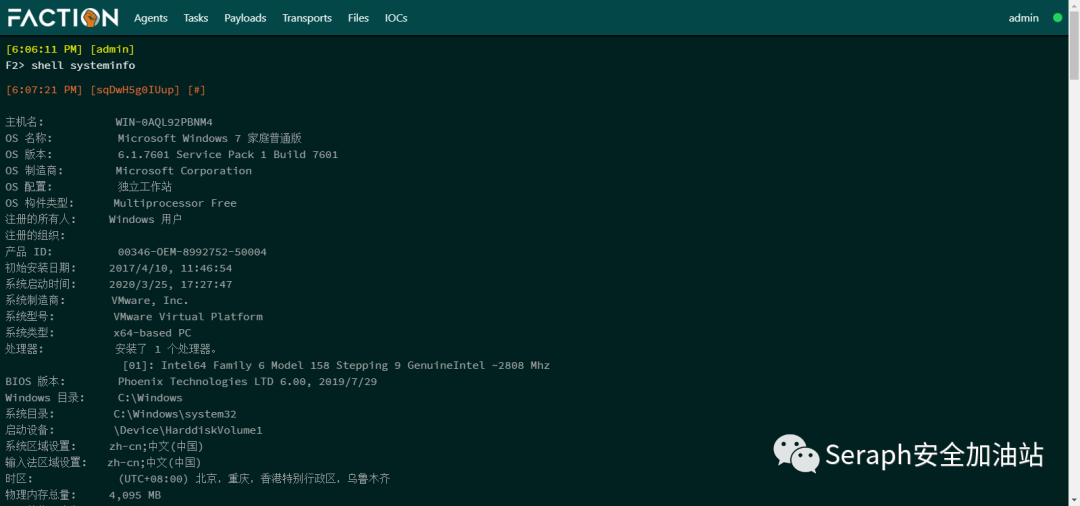 FACTION Agents Tasks Payloads Transports Files IOCs admin
[6:06:11 PM] [admin]
F2> shell systeminfo
[6:07:21 PM] [sqDwH5g0IUup] [#]
主机名: WIN-0AQL92PBNM4
OS 名称: Microsoft Windows 7 家庭普通版
OS 版本: 6.1.7601 Service Pack 1 Build 7601
OS 制造商: Microsoft Corporation
OS 配置: 独立工作站
OS 构件类型: Multiprocessor Free
注册的所有人: Windows 用户
注册的组织:
产品 ID: 00346-OEM-8992752-50004
初始安装日期: 2017/4/10, 11:46:54
系统启动时间: 2020/3/25, 17:27:47
系统制造商: VMware, Inc.
系统型号: VMware Virtual Platform
系统类型: x64-based PC
处理器: 安装了 1 个处理器。
[01]: Intel64 Family 6 Model 158 Stepping 9 GenuineIntel ~2808 Mhz
BIOS 版本: Phoenix Technologies LTD 6.00, 2019/7/29
Windows 目录: C:\Windows
系统目录: C:\Windows\system32
启动设备: \Device\HarddiskVolume1
系统区域设置: zh-cn;中文(中国)
输入法区域设置: zh-cn;中文(中国)
时区: (UTC+08:00) 北京，重庆，香港特别行政区，乌鲁木齐
物理内存总量: 4,095 MB
Seraph安全加油站